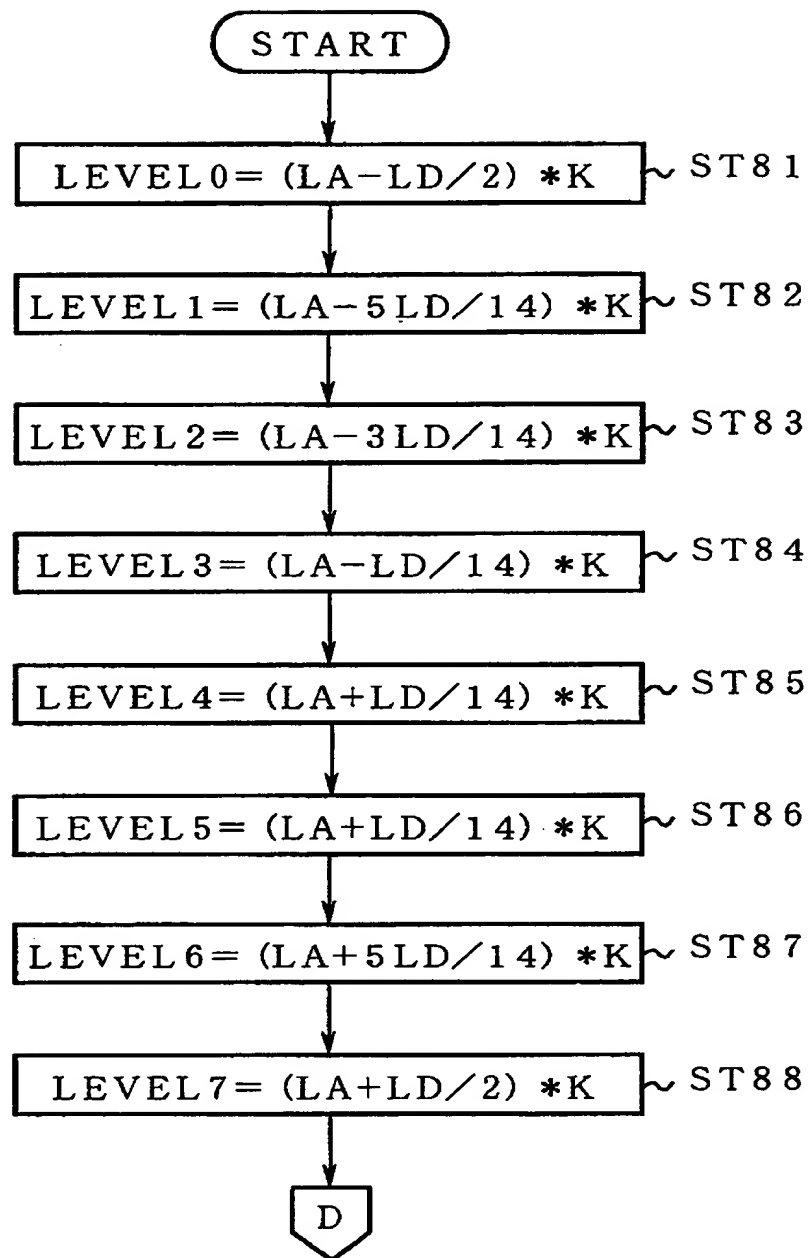 START
LEVEL0=(LA-LD/2)*K ST81
LEVEL1=(LA-5LD/14)*K ST82
LEVEL2=(LA-3LD/14)*K ST83
LEVEL3=(LA-LD/14)*K ST84
LEVEL4=(LA+LD/14)*K ST85
LEVEL5=(LA+LD/14)*K ST86
LEVEL6=(LA+5LD/14)*K ST87
LEVEL7=(LA+LD/2)*K ST88
D